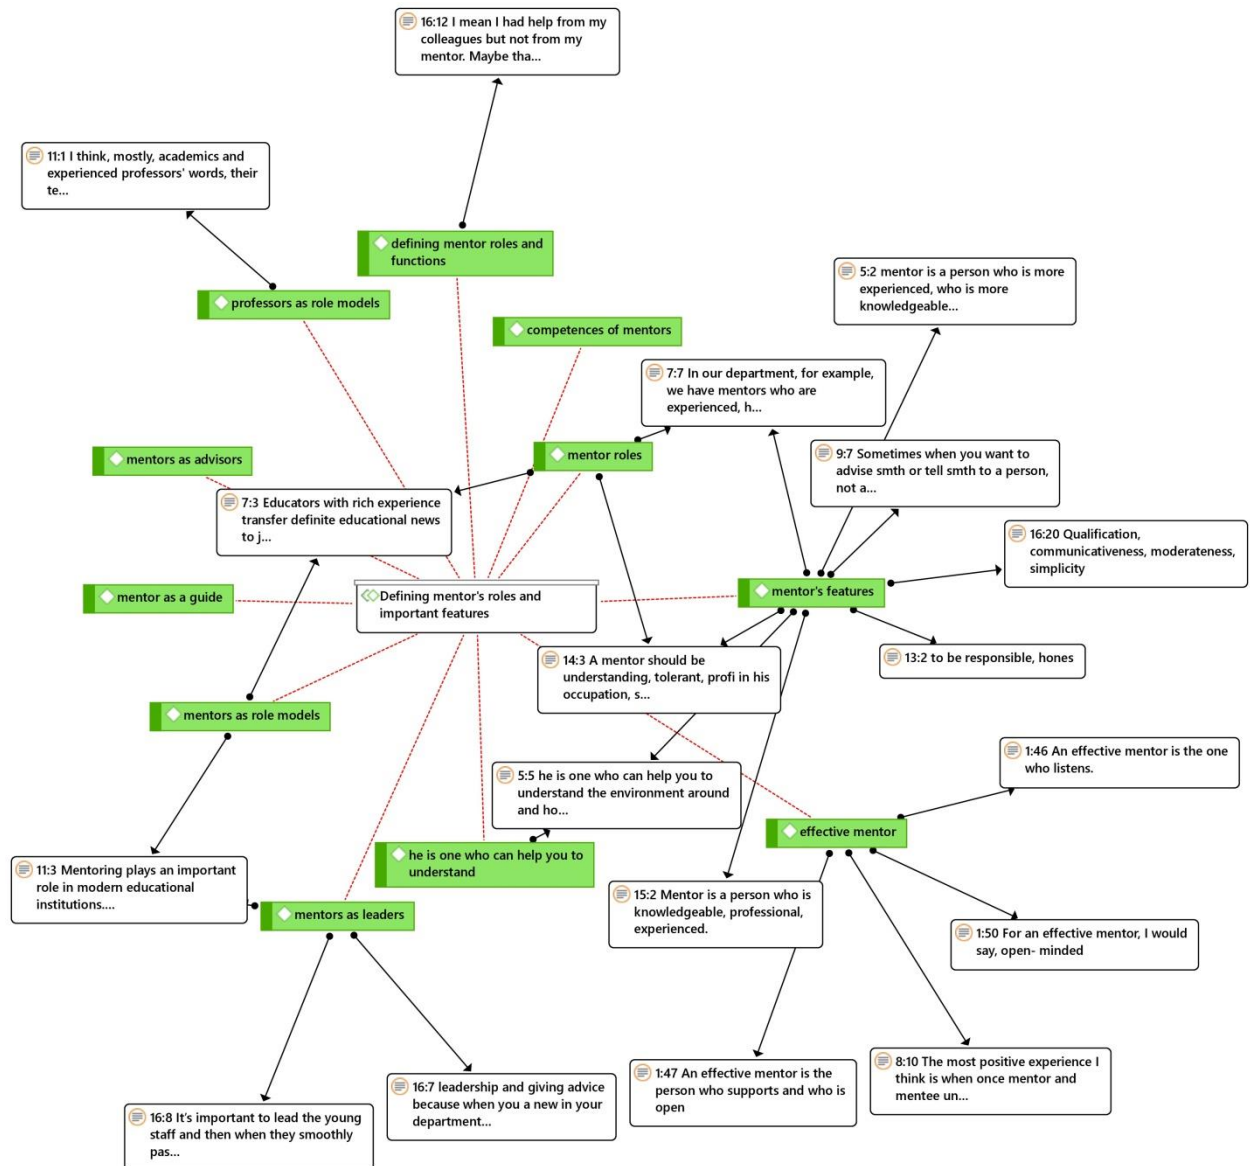 16:12 I mean I had help from my
colleagues but not from my
mentor. Maybe tha...
11:1 I think, mostly, academics and
experienced professors' words, their
te...
defining mentor roles and
functions
professors as role models
5:2 mentor is a person who is more
experienced, who is more
knowledgeable...
competences of mentors
7:7 In our department, for example,
we have mentors who are
experienced, h...
mentors as advisors
mentor roles
9:7 Sometimes when you want to
advise smth or tell smth to a person,
not a...
7:3 Educators with rich experience
transfer definite educational news
to j...
16:20 Qualification,
communicativeness, moderateness,
simplicity
mentor as a guide
Defining mentor's roles and
important features
mentor's features
14:3 A mentor should be
understanding, tolerant, profi in his
occupation, s...
13:2 to be responsible, hones
mentors as role models
5:5 he is one who can help you to
understand the environment around
and ho...
1:46 An effective mentor is the one
who listens.
effective mentor
he is one who can help you to
understand
11:3 Mentoring plays an important
role in modern educational
institutions....
mentors as leaders
15:2 Mentor is a person who is
knowledgeable, professional,
experienced.
1:50 For an effective mentor, I would
say, open- minded
1:47 An effective mentor is the
person who supports and who is
open
8:10 The most positive experience I
think is when once mentor and
mentee un...
16:7 leadership and giving advice
because when you a new in your
department...
16:8 It's important to lead the young
staff and then when they smoothly
pas...